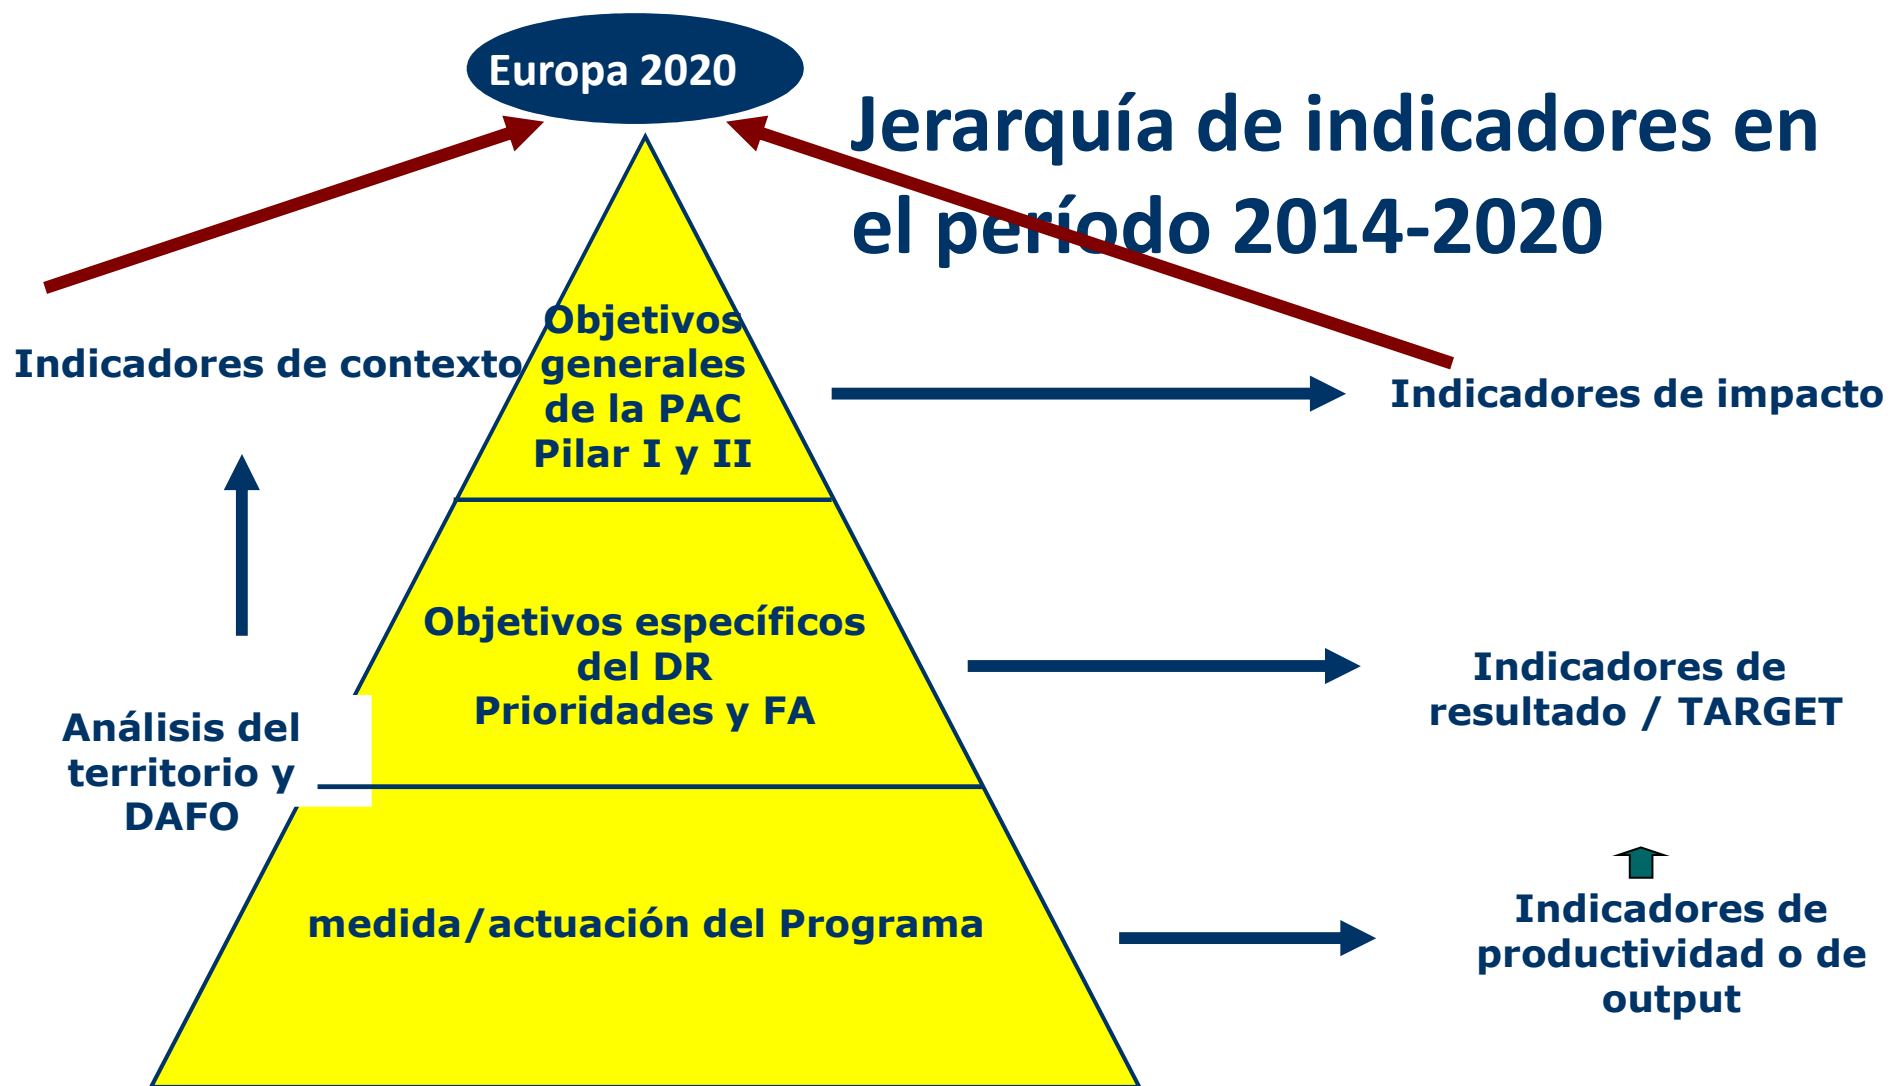 Europa 2020
Jerarquía de indicadores en
el período 2014-2020
Indicadores de contexto
Objetivos
generales
de la PAC
Pilar I y II
Indicadores de impacto
Objetivos específicos
del DR
Prioridades y FA
Indicadores de
resultado / TARGET
Análisis del
territorio y
DAFO
medida/actuación del Programa
Indicadores de
productividad o de
output